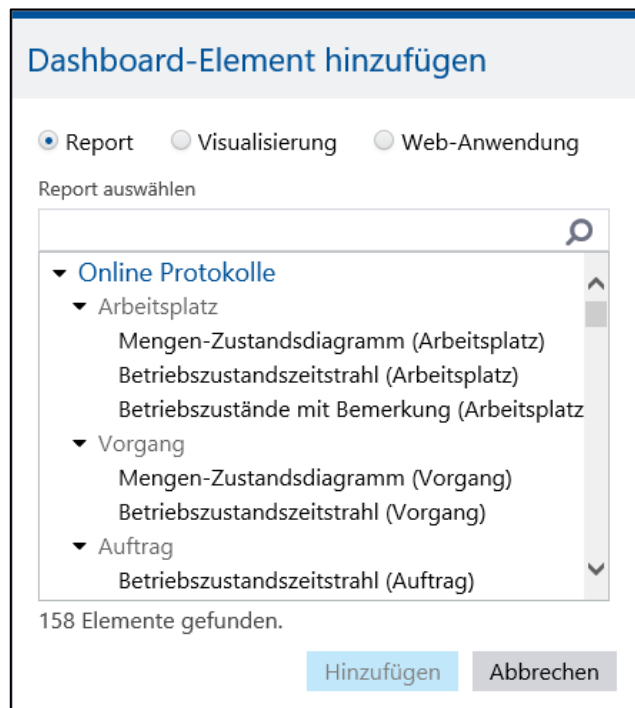 Dashboard-Element hinzufügen
Report Visualisierung Web-Anwendung
Report auswählen
Online Protokolle
Arbeitsplatz
Mengen-Zustandsdiagramm (Arbeitsplatz)
Betriebszustandszeitstrahl (Arbeitsplatz)
Betriebszustände mit Bemerkung (Arbeitsplatz
Vorgang
Mengen-Zustandsdiagramm (Vorgang)
Betriebszustandszeitstrahl (Vorgang)
Auftrag
Betriebszustandszeitstrahl (Auftrag)
158 Elemente gefunden.
Hinzufügen Abbrechen